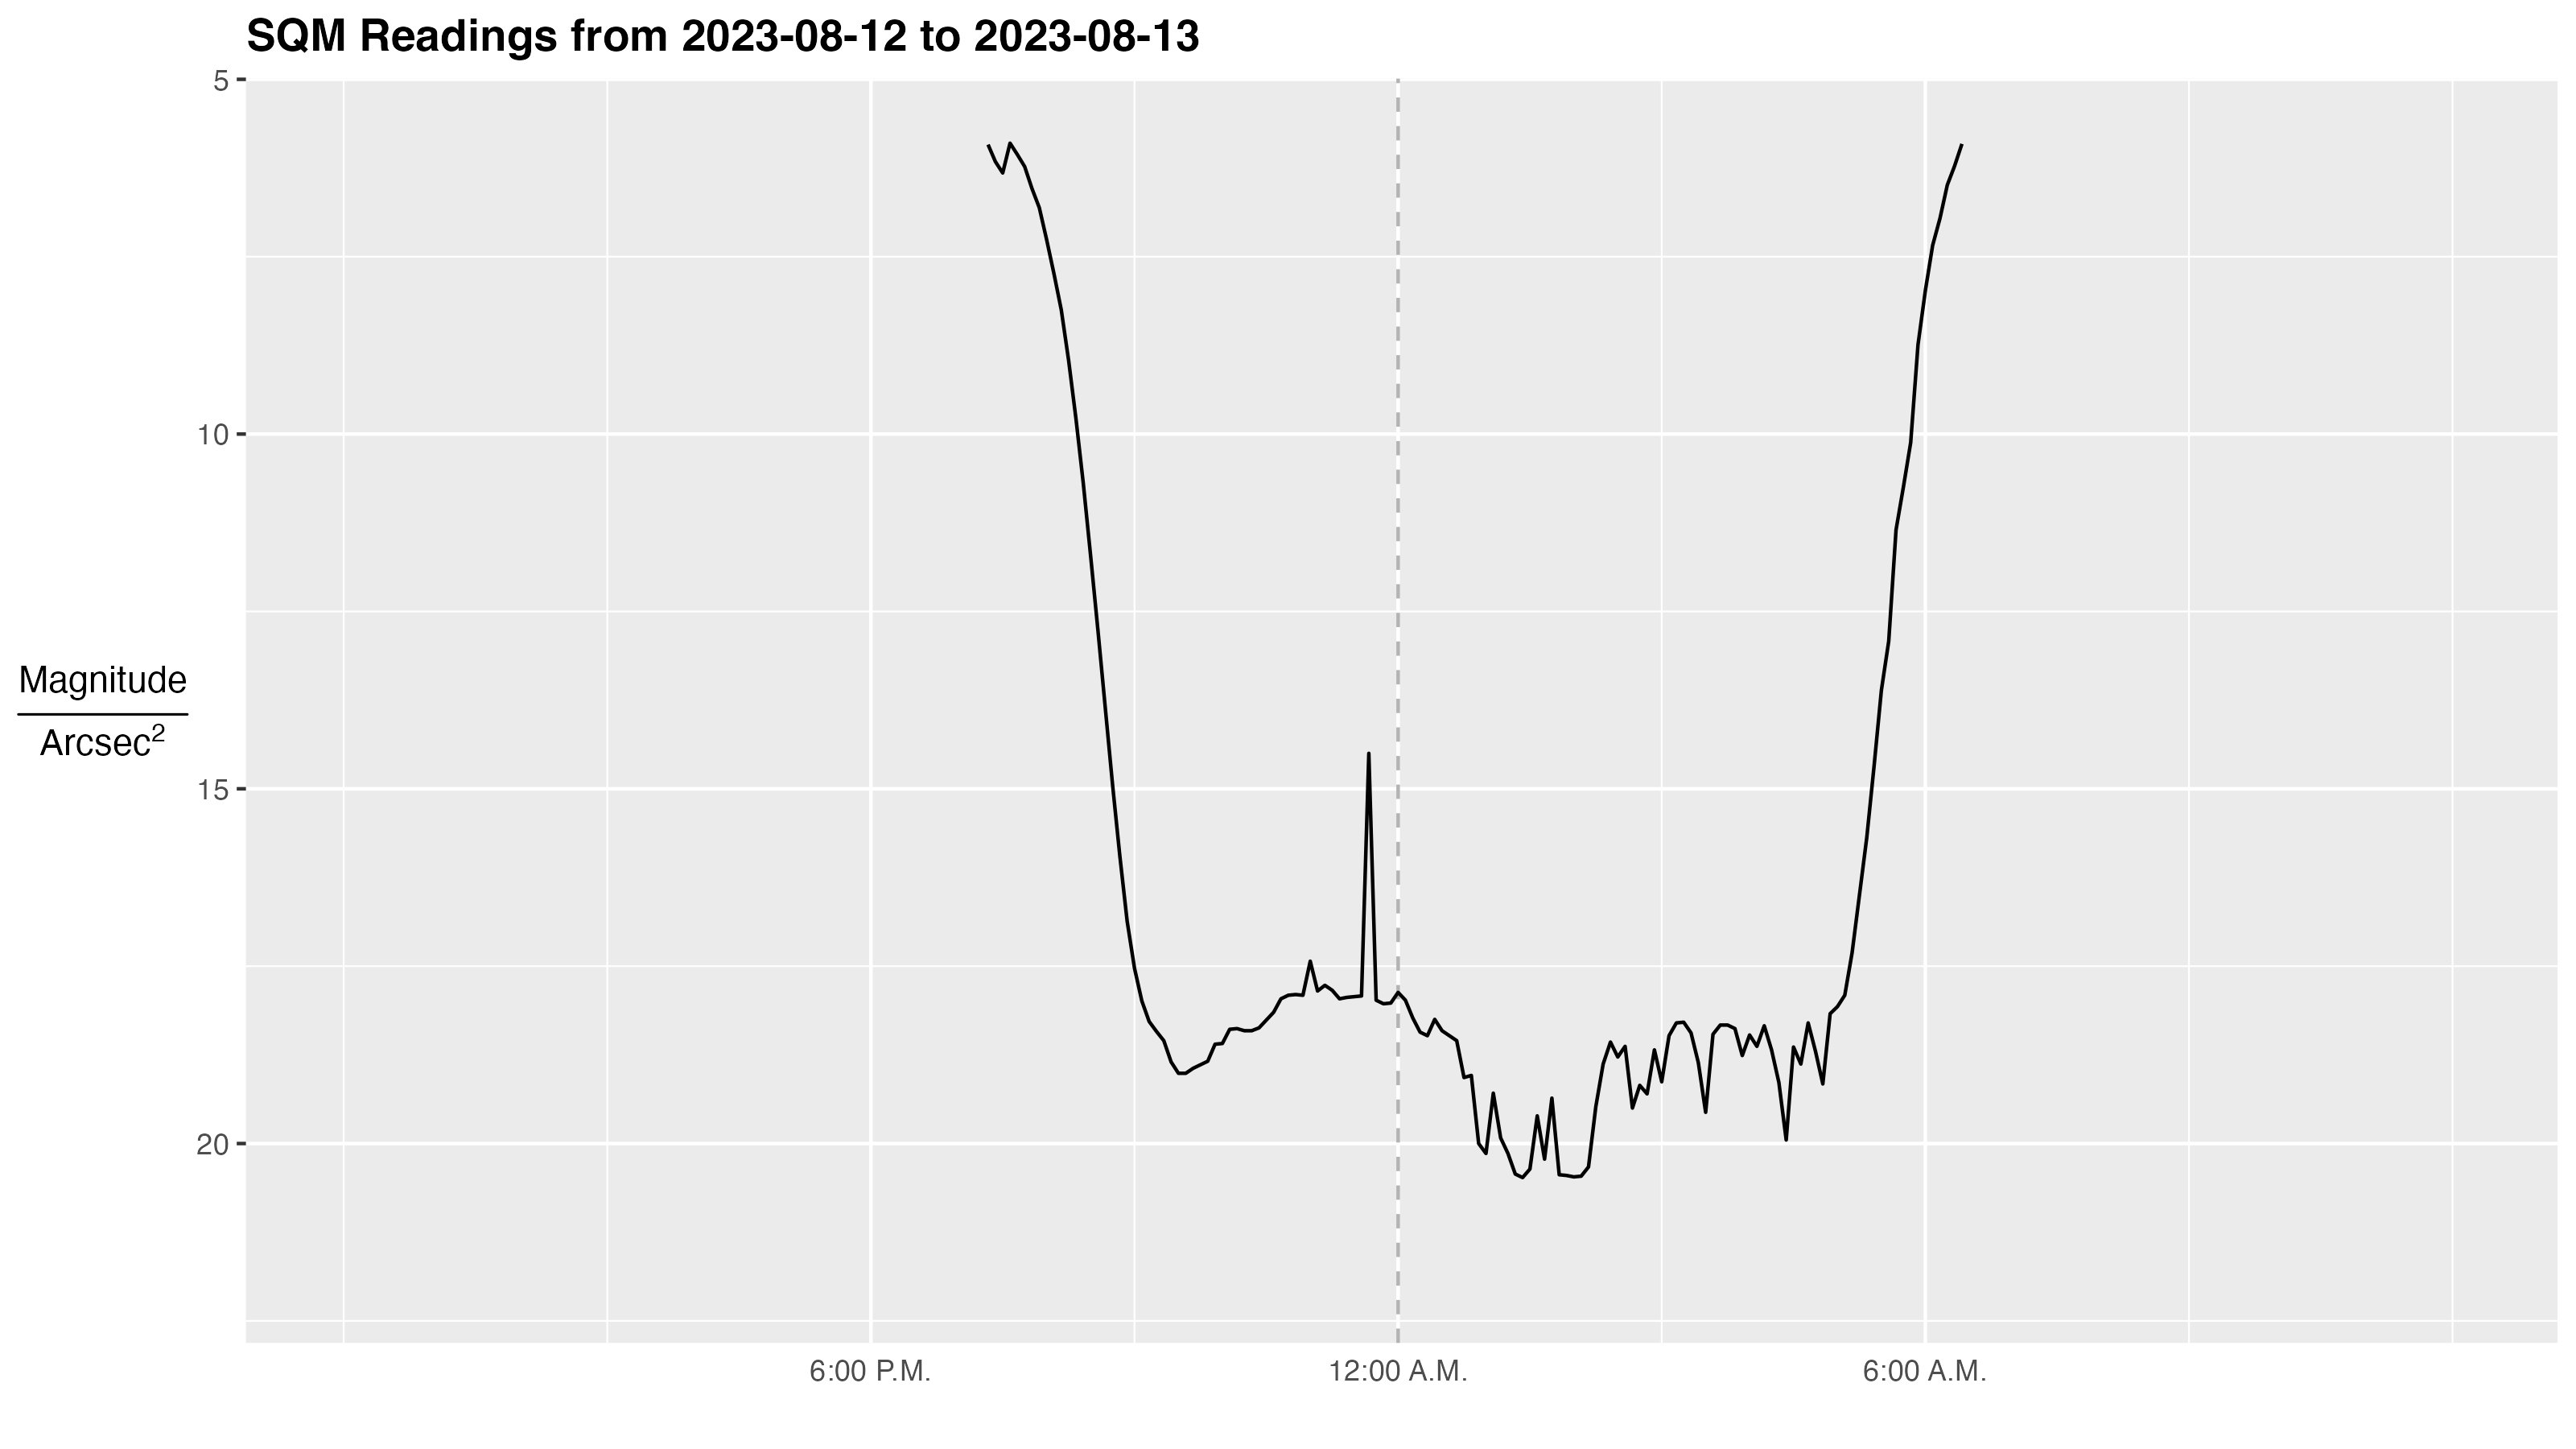 SQM Readings from 2023-08-12 to 2023-08-13
5
10
15
20
Magnitude
Arcsec²
6:00 P.M.
12:00 A.M.
6:00 A.M.